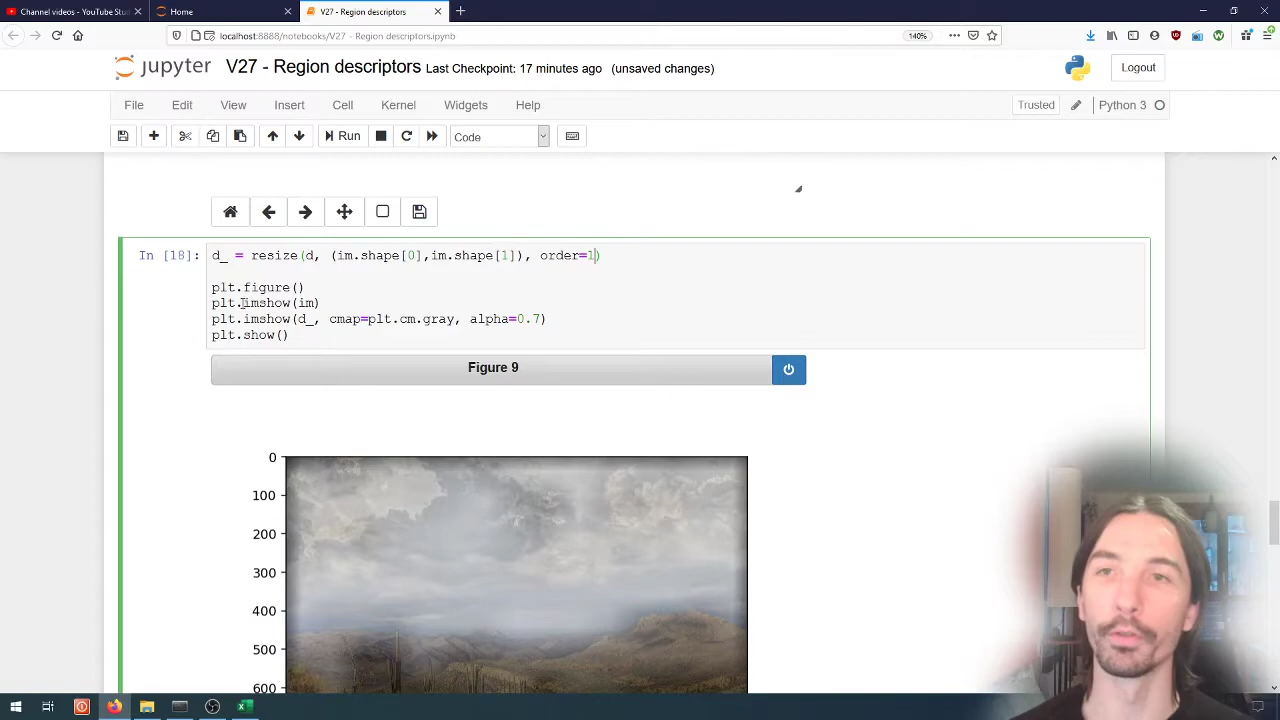 YouTube Channel videos - YouTube Stu
Home
V27 - Region descriptors
localhost:8888/notebooks/V27 - Region descriptors.ipynb
140%
jupyter V27 - Region descriptors Last Checkpoint: 17 minutes ago (unsaved changes)
Logout
File Edit View Insert Cell Kernel Widgets Help
Trusted
Python 3
Run
Code
In [18]: d_ = resize(d, (im.shape[0],im.shape[1]), order=1)
plt.figure()
plt.imshow(im)
plt.imshow(d_, cmap=plt.cm.gray, alpha=0.7)
plt.show()
Figure 9
0
100
200
300
400
500
600